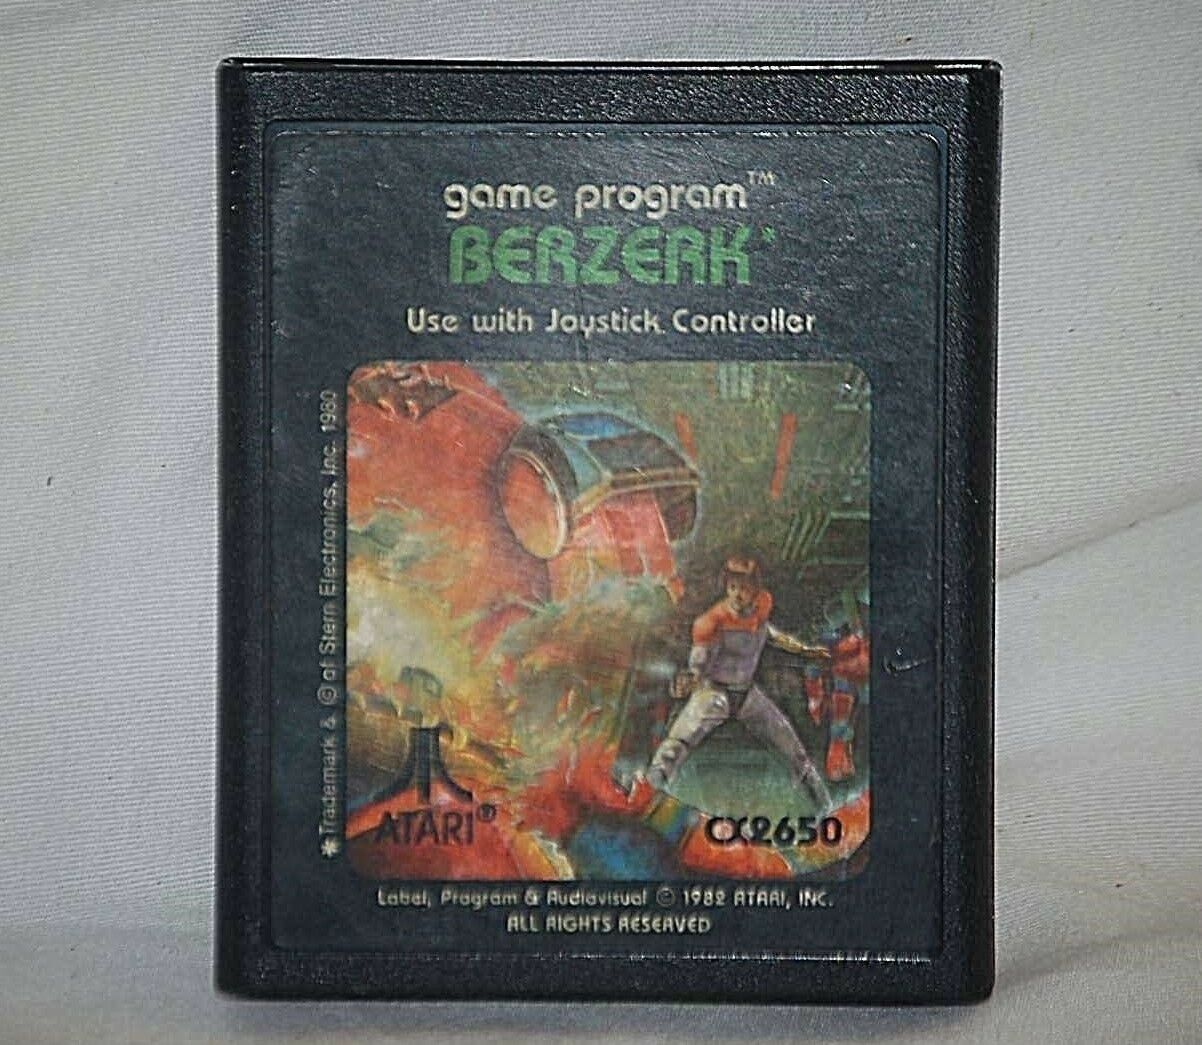 game program™
BERZERK*
Use with Joystick Controller
*Trademark & © of Stern Electronics, Inc. 1980
ATARI®
CX2650
Label, Program & Audiovisual © 1982 ATARI, INC.
ALL RIGHTS RESERVED